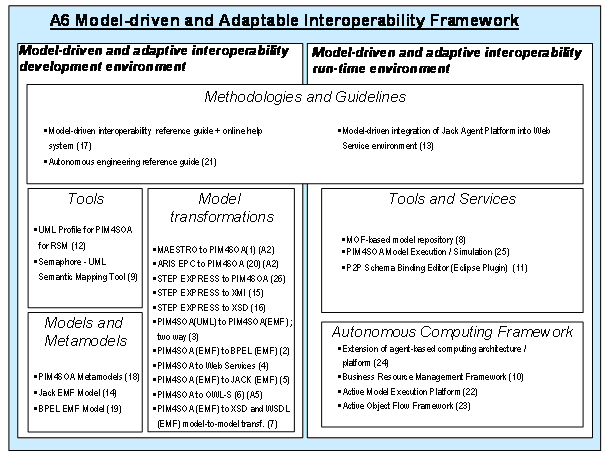 A6 Model-driven and Adaptable Interoperability Framework
Model-driven and adaptive interoperability
development environment
Model-driven and adaptive interoperability
run-time environment
Methodologies and Guidelines
▪Model-driven interoperability reference guide + online help
system (17)
▪Autonomous engineering reference guide (21)
▪Model-driven integration of Jack Agent Platform into Web
Service environment (13)
Tools
▪UML Profile for PIM4SOA
for RSM (12)
▪Semaphore - UML
Semantic Mapping Tool (9)
Models and
Metamodels
▪PIM4SOA Metamodels (18)
▪Jack EMF Model (14)
▪BPEL EMF Model (19)
Model
transformations
▪MAESTRO to PIM4SOA(1) (A2)
▪ARIS EPC to PIM4SOA (20) (A2)
▪STEP EXPRESS to PIM4SOA (26)
▪STEP EXPRESS to XMI (15)
▪STEP EXPRESS to XSD (16)
▪PIM4SOA(UML) to PIM4SOA(EMF) ;
two way (3)
▪PIM4SOA (EMF) to BPEL (EMF) (2)
▪PIM4SOA to Web Services (4)
▪PIM4SOA (EMF) to JACK (EMF) (5)
▪PIM4SOA to OWL-S (6) (A5)
▪PIM4SOA (EMF) to XSD and WSDL
(EMF) model-to-model transf. (7)
Tools and Services
▪MOF-based model repository (8)
▪PIM4SOA Model Execution / Simulation (25)
▪P2P Schema Binding Editor (Eclipse Plugin) (11)
Autonomous Computing Framework
▪Extension of agent-based computing architecture /
platform (24)
▪Business Resource Management Framework (10)
▪Active Model Execution Platform (22)
▪Active Object Flow Framework (23)